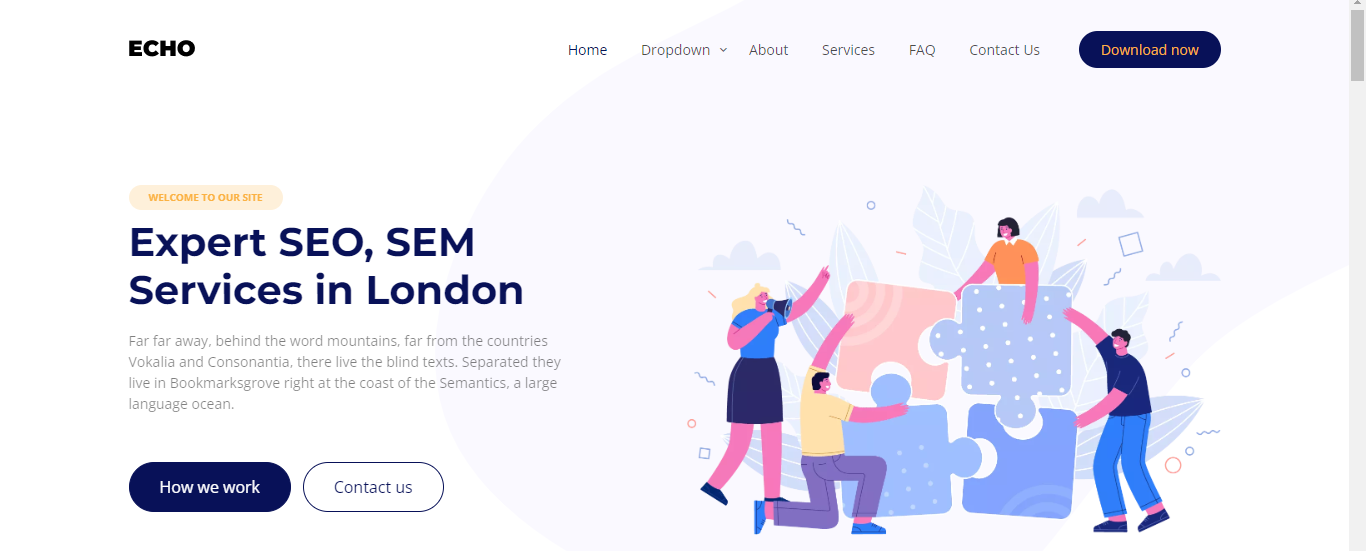 ECHO
Home Dropdown About Services FAQ Contact Us Download now
WELCOME TO OUR SITE
Expert SEO, SEM
Services in London
Far far away, behind the word mountains, far from the countries
Vokalia and Consonantia, there live the blind texts. Separated they
live in Bookmarksgrove right at the coast of the Semantics, a large
language ocean.
How we work Contact us